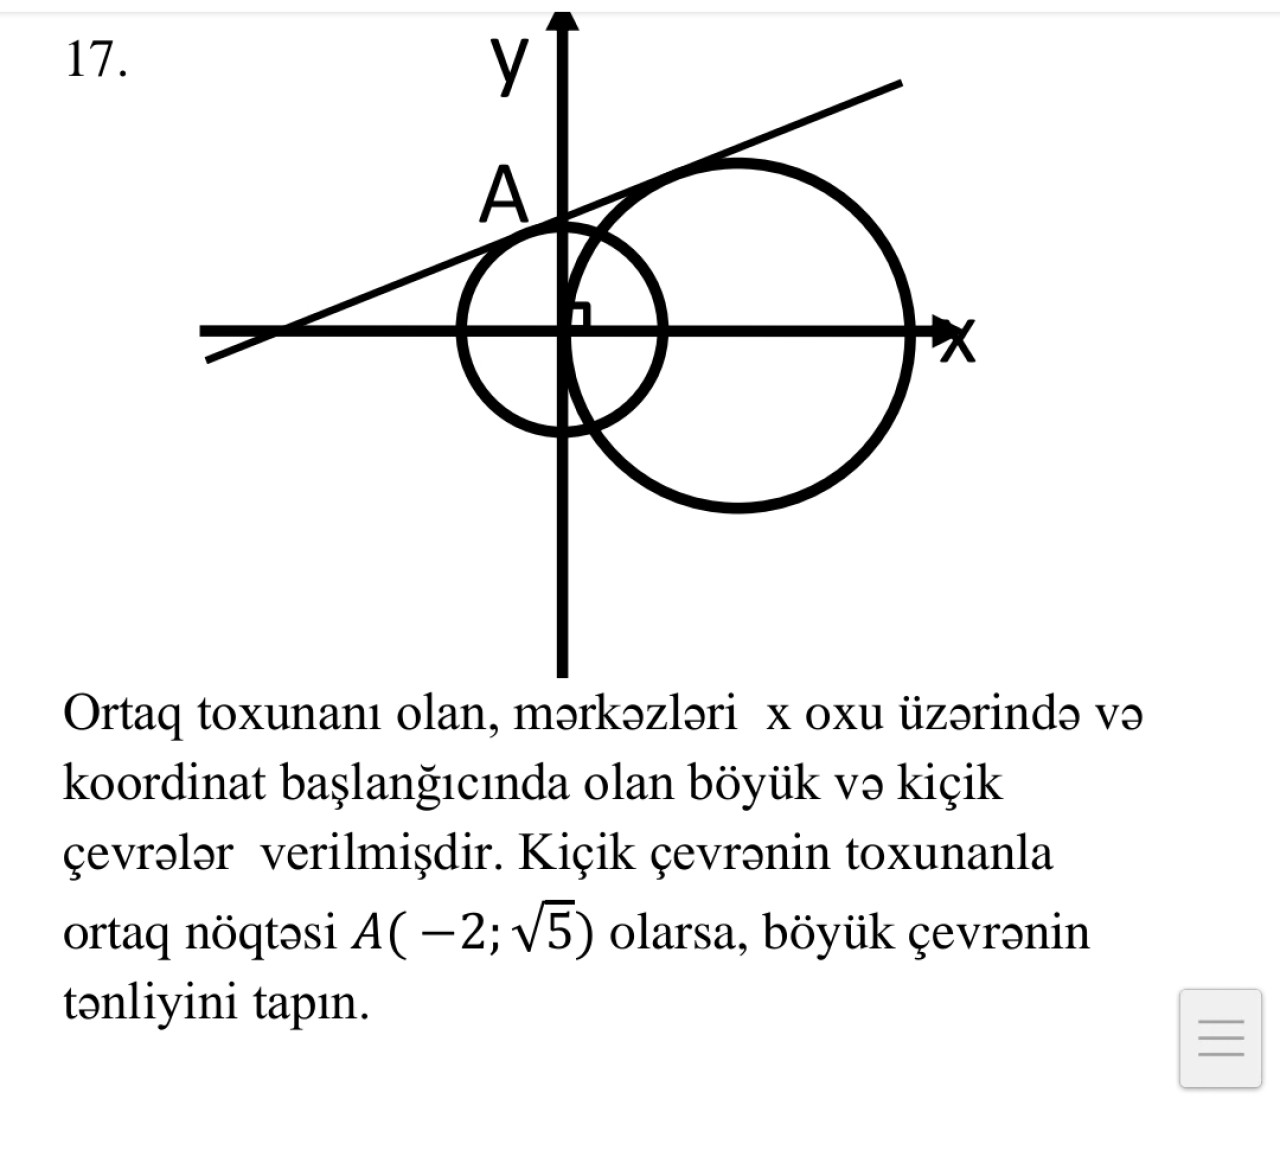 17.
y
A
x
Ortaq toxunanı olan, mərkəzləri x oxu üzərində və
koordinat başlanğıcında olan böyük və kiçik
çevrələr verilmişdir. Kiçik çevrənin toxunanla
ortaq nöqtəsi A( −2; √5) olarsa, böyük çevrənin
tənliyini tapın.